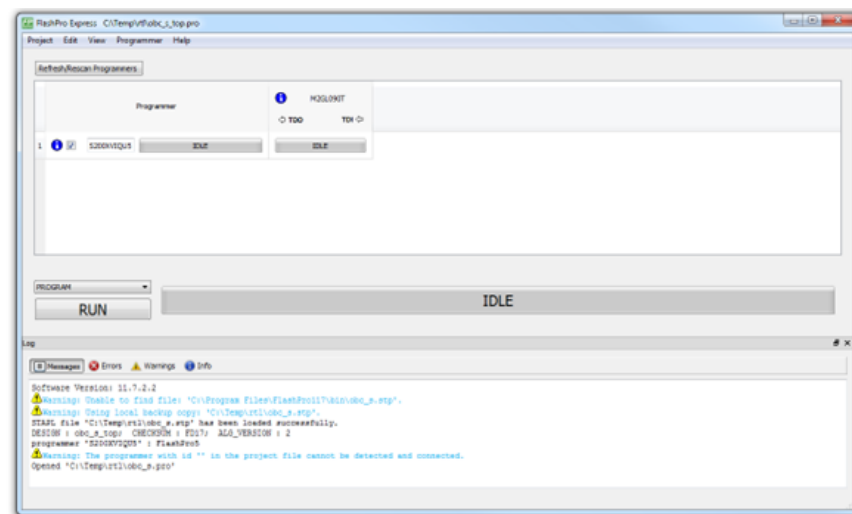 FlashPro Express C:\Temp\rtl\obc_s_top.pro
Project Edit View Programmer Help
Refresh/Rescan Programmers
Programmer
M2GL090T
TDO TDI
1 S200XVIQU5 IDLE IDLE
PROGRAM
RUN
IDLE
Log
Messages Errors Warnings Info
Software Version: 11.7.2.2
Warning: Unable to find file: 'C:\Program Files\FlashPro117\bin\obc_s.stp'.
Warning: Using local backup copy: 'C:\Temp\rtl\obc_s.stp'.
STAPL file 'C:\Temp\rtl\obc_s.stp' has been loaded successfully.
DESIGN : obc_s_top; CHECKSUM : FD17; ALG_VERSION : 2
programmer 'S200XVIQU5' : FlashPro5
Warning: The programmer with id '' in the project file cannot be detected and connected.
Opened 'C:\Temp\rtl\obc_s.pro'